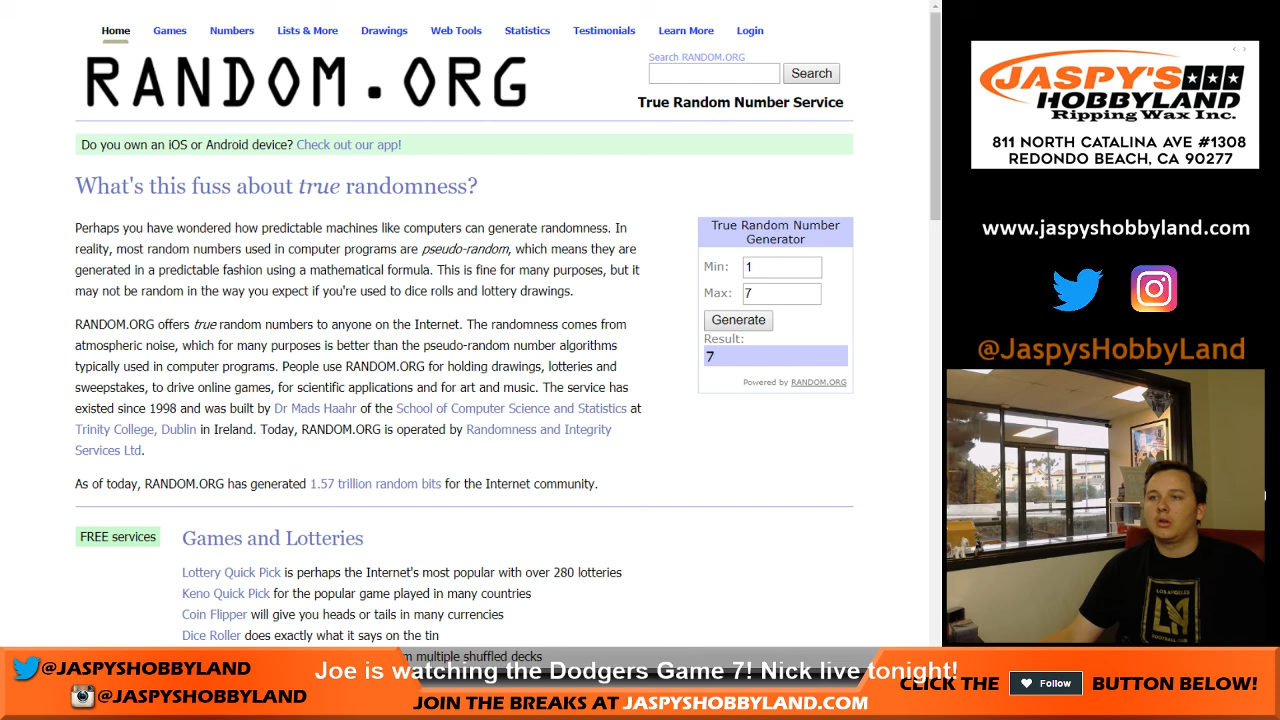 Home Games Numbers Lists & More Drawings Web Tools Statistics Testimonials Learn More Login
RANDOM.ORG
Search RANDOM.ORG
Search
True Random Number Service
Do you own an iOS or Android device? Check out our app!
What's this fuss about true randomness?
Perhaps you have wondered how predictable machines like computers can generate randomness. In
reality, most random numbers used in computer programs are pseudo-random, which means they are
generated in a predictable fashion using a mathematical formula. This is fine for many purposes, but it
may not be random in the way you expect if you're used to dice rolls and lottery drawings.
RANDOM.ORG offers true random numbers to anyone on the Internet. The randomness comes from
atmospheric noise, which for many purposes is better than the pseudo-random number algorithms
typically used in computer programs. People use RANDOM.ORG for holding drawings, lotteries and
sweepstakes, to drive online games, for scientific applications and for art and music. The service has
existed since 1998 and was built by Dr Mads Haahr of the School of Computer Science and Statistics at
Trinity College, Dublin in Ireland. Today, RANDOM.ORG is operated by Randomness and Integrity
Services Ltd.
As of today, RANDOM.ORG has generated 1.57 trillion random bits for the Internet community.
True Random Number
Generator
Min: 1
Max: 7
Generate
Result:
7
Powered by RANDOM.ORG
FREE services
Games and Lotteries
Lottery Quick Pick is perhaps the Internet's most popular with over 280 lotteries
Keno Quick Pick for the popular game played in many countries
Coin Flipper will give you heads or tails in many currencies
Dice Roller does exactly what it says on the tin
multiple shuffled decks
JASPY'S
HOBBYLAND
Ripping Wax Inc.
811 NORTH CATALINA AVE #1308
REDONDO BEACH, CA 90277
www.jaspyshobbyland.com
@JaspysHobbyLand
LOS ANGELES
FOOTBALL CLUB
@JASPYSHOBBYLAND
@JASPYSHOBBYLAND
Joe is watching the Dodgers Game 7! Nick live tonight!
JOIN THE BREAKS AT JASPYSHOBBYLAND.COM
CLICK THE Follow BUTTON BELOW!